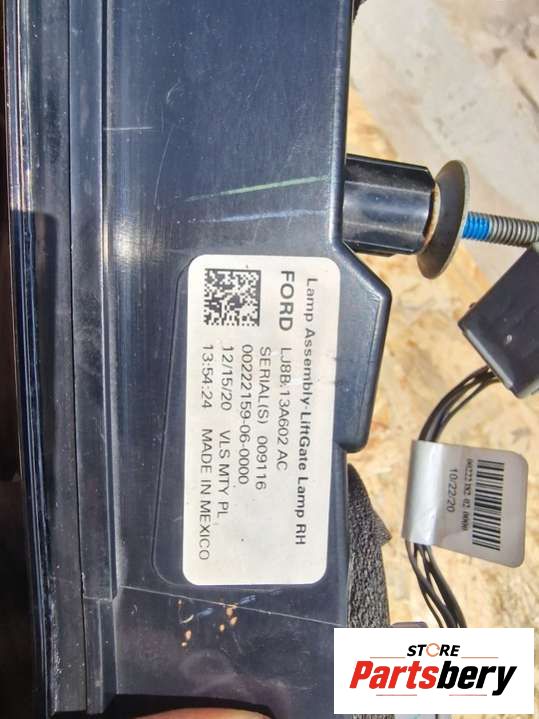 Lamp Assembly-LiftGate Lamp RH
FORD LJ8B-13A602 AC
SERIAL(S) 009116
00222159-06-0000
12/15/20 VLS MTY PL
13:54:24 MADE IN MEXICO
10/22/20
STORE
Partsbery